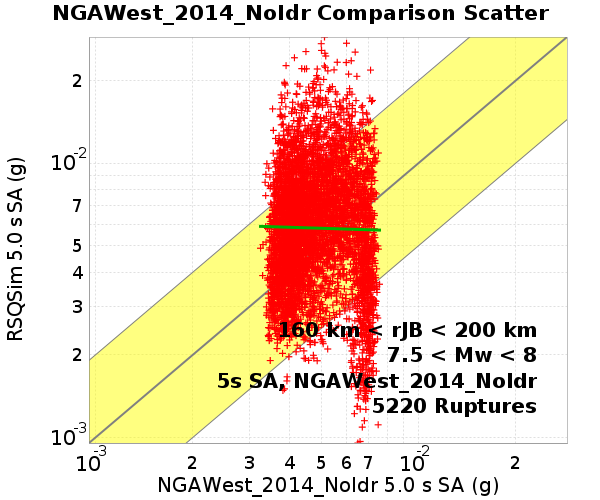 NGAWest_2014_NoIdr Comparison Scatter
RSQSim 5.0 s SA (g)
2
10-2
7
5
4
3
2
10-3
160 km < rJB < 200 km
7.5 < Mw < 8
5s SA, NGAWest_2014_NoIdr
5220 Ruptures
10-3 2 3 4 5 6 7 10-2 2
NGAWest_2014_NoIdr 5.0 s SA (g)